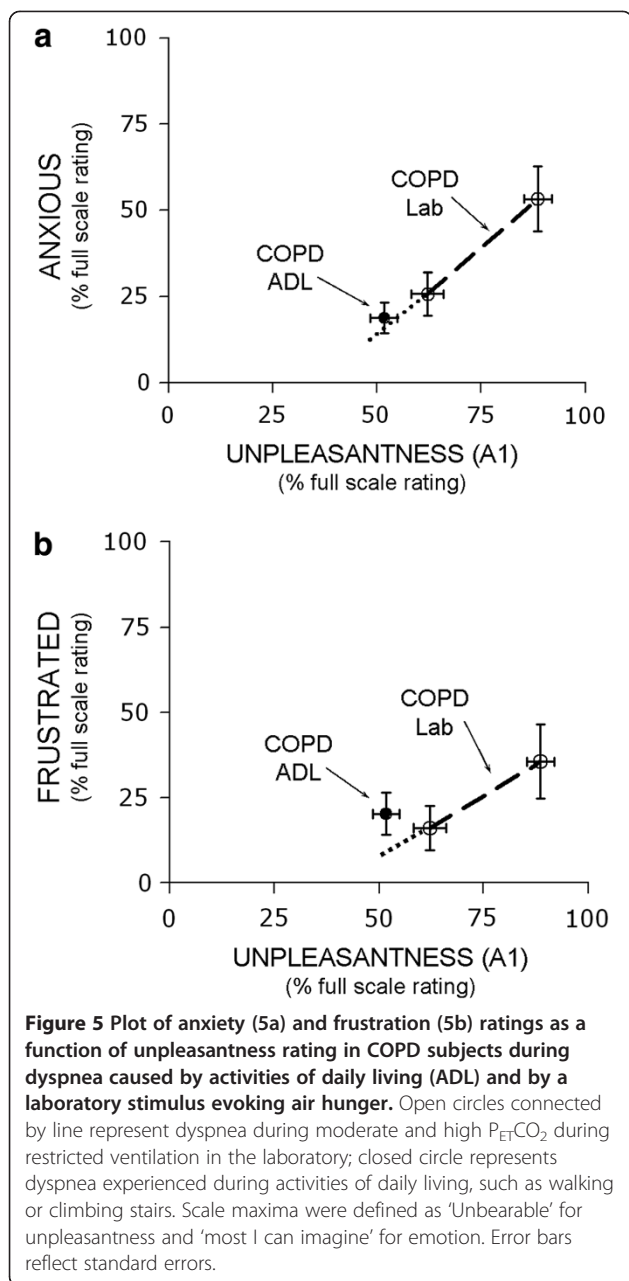 a
100
75
50
25
0
ANXIOUS
(% full scale rating)
COPD
Lab
COPD
ADL
0 25 50 75 100
UNPLEASANTNESS (A1)
(% full scale rating)
b
100
75
50
25
0
FRUSTRATED
(% full scale rating)
COPD
Lab
COPD
ADL
0 25 50 75 100
UNPLEASANTNESS (A1)
(% full scale rating)
Figure 5 Plot of anxiety (5a) and frustration (5b) ratings as a
function of unpleasantness rating in COPD subjects during
dyspnea caused by activities of daily living (ADL) and by a
laboratory stimulus evoking air hunger. Open circles connected
by line represent dyspnea during moderate and high PETCO2 during
restricted ventilation in the laboratory; closed circle represents
dyspnea experienced during activities of daily living, such as walking
or climbing stairs. Scale maxima were defined as ‘Unbearable’ for
unpleasantness and ‘most I can imagine’ for emotion. Error bars
reflect standard errors.